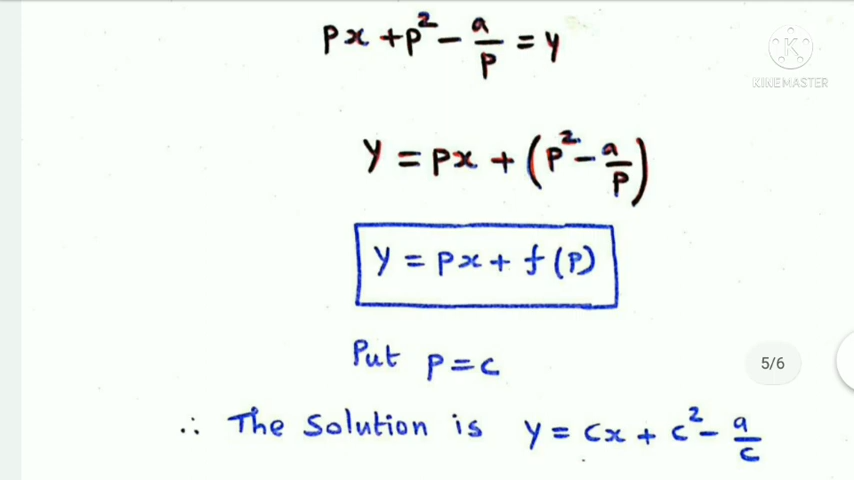 px + p² - a/p = y
KINEMASTER
y = px + (p² - a/p)
y = px + f(p)
Put p = c
5/6
∴ The solution is y = cx + c² - a/c